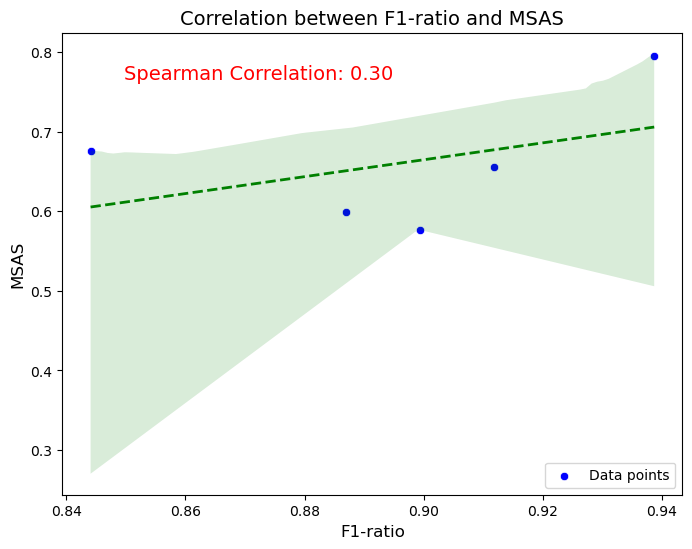 Correlation between F1-ratio and MSAS
Spearman Correlation: 0.30
0.8
0.7
0.6
0.5
0.4
0.3
MSAS
0.84
0.86
0.88
0.90
0.92
0.94
F1-ratio
Data points